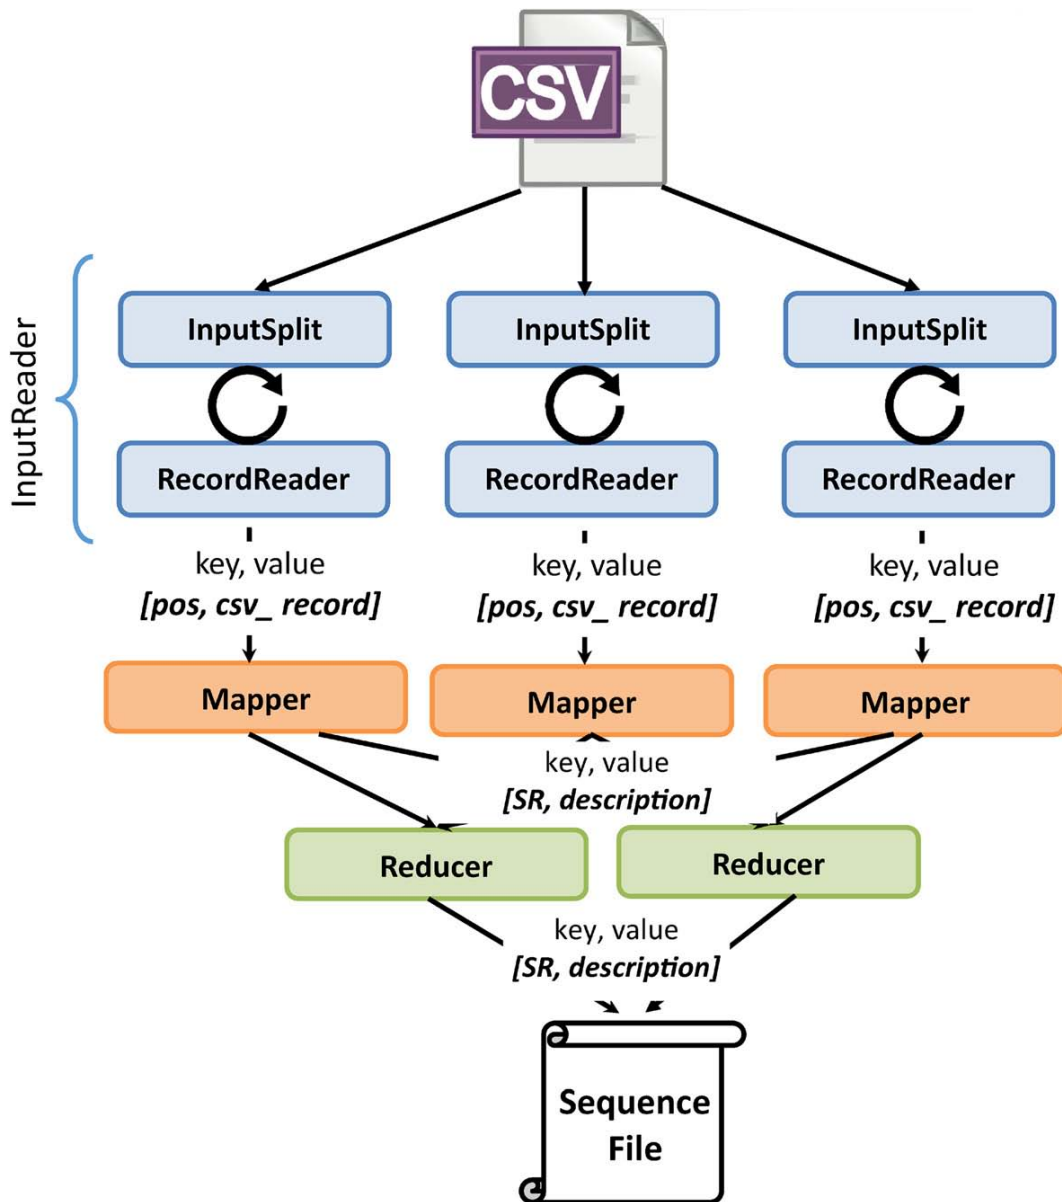 CSV
InputReader
InputSplit InputSplit InputSplit
RecordReader RecordReader RecordReader
key, value key, value key, value
[pos, csv_ record] [pos, csv_ record] [pos, csv_ record]
Mapper Mapper Mapper
key, value
[SR, description]
Reducer Reducer
key, value
[SR, description]
Sequence
File